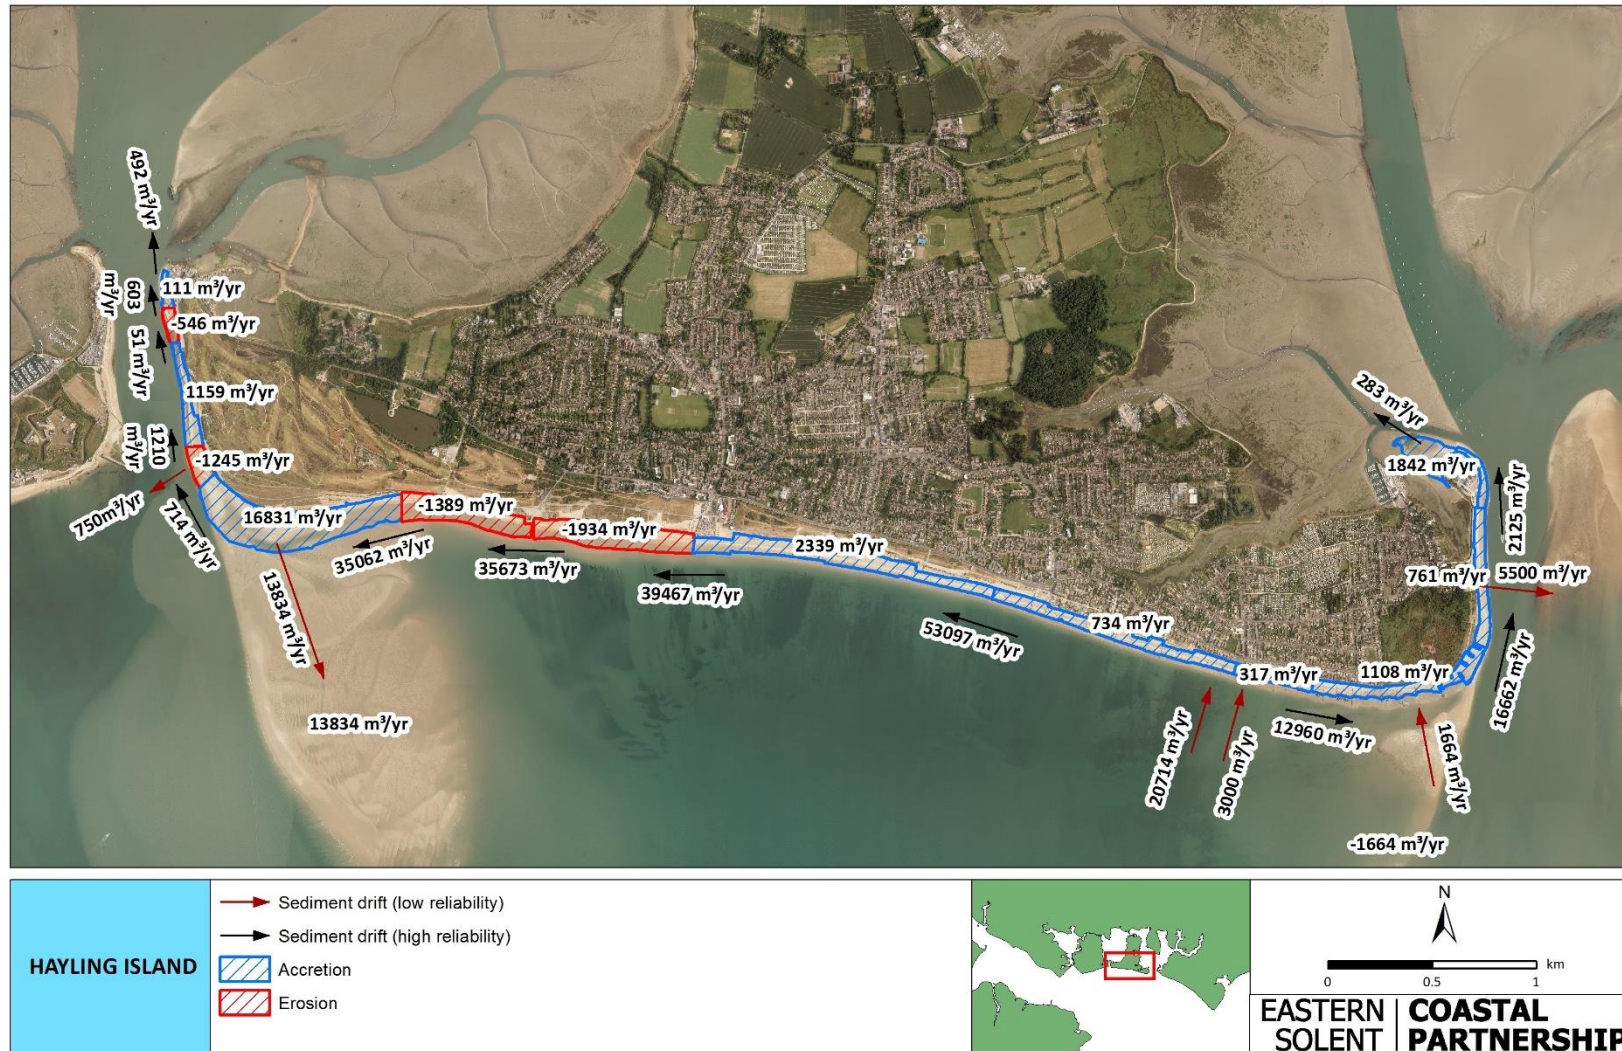 492 m³/yr
111 m³/yr
603
m³/yr
-546 m³/yr
51m³/yr
1159 m³/yr
1210
m³/yr
-1245 m³/yr
750m³/yr
714 m³/yr
16831 m³/yr
13834 m³/yr
13834 m³/yr
-1389 m³/yr
35062 m³/yr
-1934 m³/yr
35673 m³/yr
39467 m³/yr
2339 m³/yr
53097 m³/yr
734 m³/yr
317 m³/yr
20714 m³/yr
3000 m³/yr
12960 m³/yr
1108 m³/yr
1664 m³/yr
-1664 m³/yr
16662 m³/yr
761 m³/yr
5500 m³/yr
2125 m³/yr
1842 m³/yr
283 m³/yr
HAYLING ISLAND
Sediment drift (low reliability)
Sediment drift (high reliability)
Accretion
Erosion
N
km
0 0.5 1
EASTERN
SOLENT
COASTAL
PARTNERSHIP